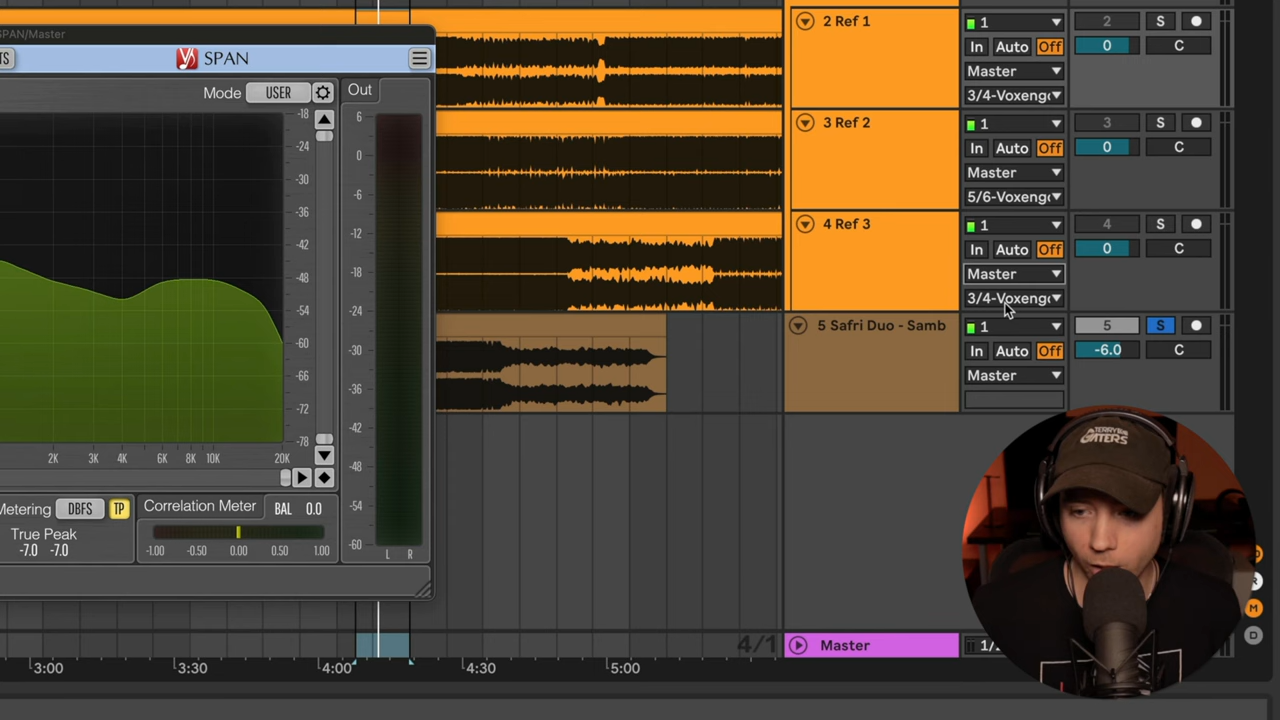 SPAN/Master
TS
SPAN
Mode USER
Out
-18
-24
-30
-36
-42
-48
-54
-60
-66
-72
-78
6
0
-6
-12
-18
-24
-30
-36
-42
-48
-54
-60
L R
2K 3K 4K 6K 8K 10K 20K
Metering DBFS TP
True Peak
-7.0 -7.0
Correlation Meter BAL 0.0
-1.00 -0.50 0.00 0.50 1.00
2 Ref 1
1
2 S
In Auto Off
0 C
Master
3/4-Voxeng
3 Ref 2
1
3 S
In Auto Off
0 C
Master
5/6-Voxeng
4 Ref 3
1
4 S
In Auto Off
0 C
Master
3/4-Voxeng
5 Safri Duo - Samb
1
5 S
In Auto Off
-6.0 C
Master
4/1
Master
1/
3:00 3:30 4:00 4:30 5:00
M
D